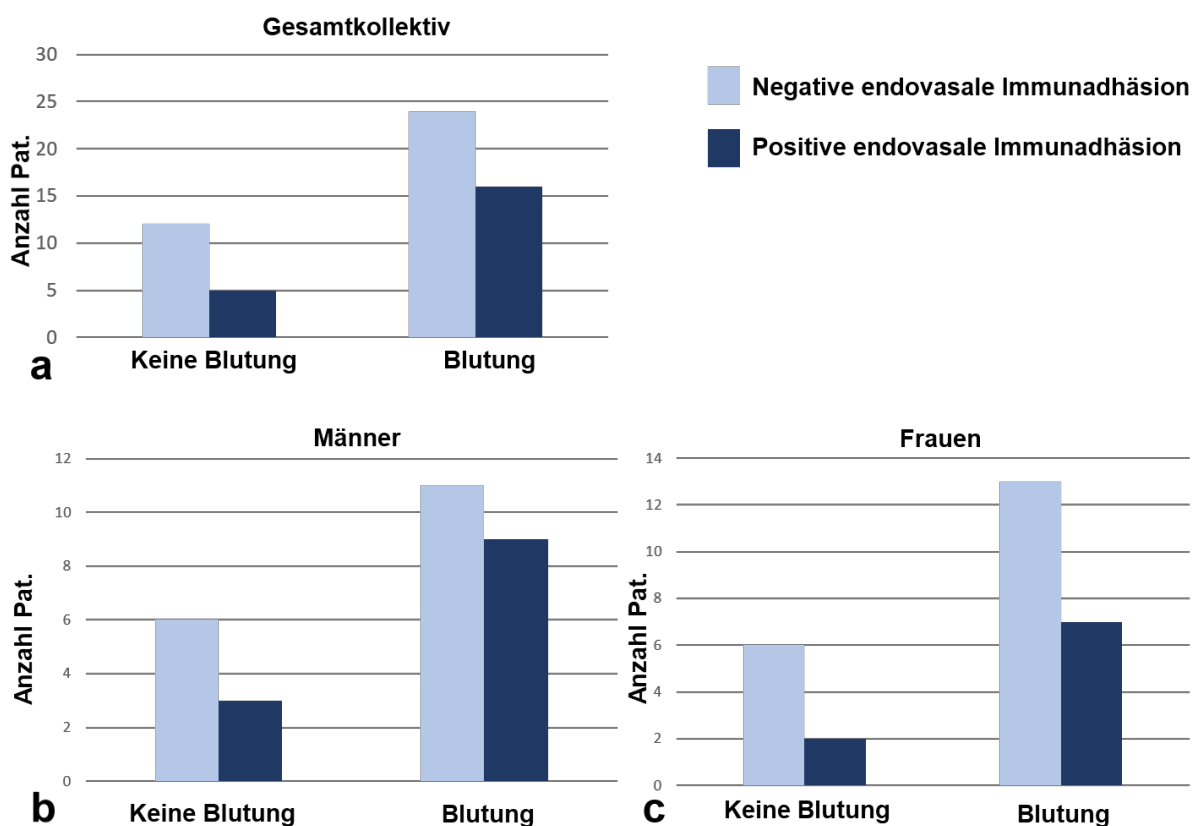 Gesamtkollektiv
Anzahl Pat.
30
25
20
15
10
5
0
Keine Blutung
Blutung
a
Negative endovasale Immunadhäsion
Positive endovasale Immunadhäsion
Männer
Anzahl Pat.
12
10
8
6
4
2
0
Keine Blutung
Blutung
b
Frauen
Anzahl Pat.
14
12
10
8
6
4
2
0
Keine Blutung
Blutung
c